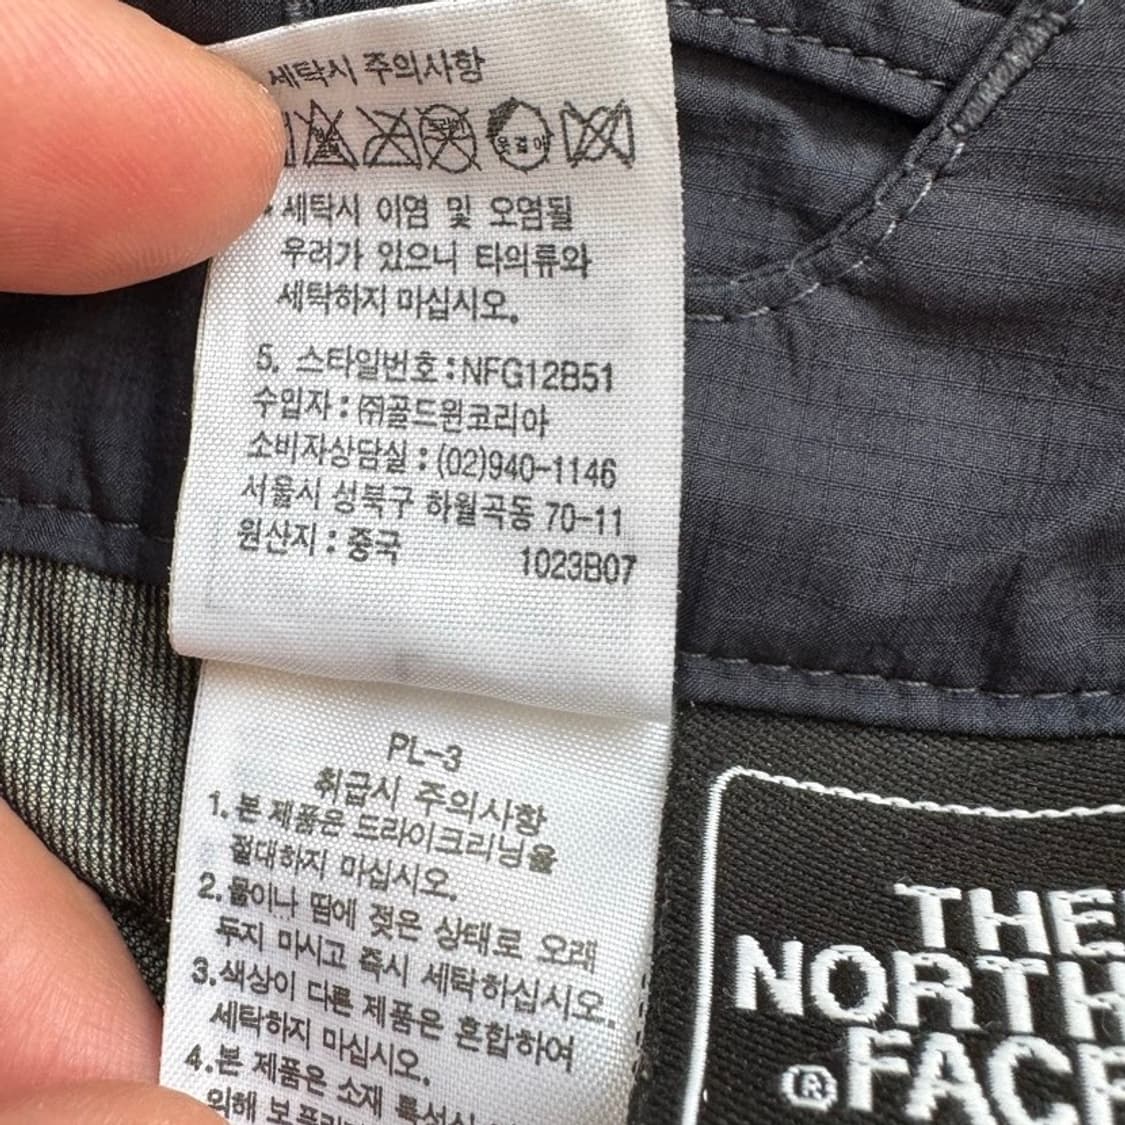 세탁시 주의사항
드라이
옷걸이
세탁시 이염 및 오염될
우려가 있으니 타의류와
세탁하지 마십시오.
5. 스타일번호:NFG12B51
수입자:㈜골드윈코리아
소비자상담실:(02)940-1146
서울시 성북구 하월곡동 70-11
원산지:중국 1023B07
PL-3
취급시 주의사항
1.본 제품은 드라이크리닝을
절대하지 마십시오.
2.물이나 땀에 젖은 상태로 오래
두지 마시고 즉시 세탁하십시오.
3.색상이 다른 제품은 혼합하여
세탁하지 마십시오.
4.본 제품은 소재 특성상
위해
THE
NORTH
®FACE